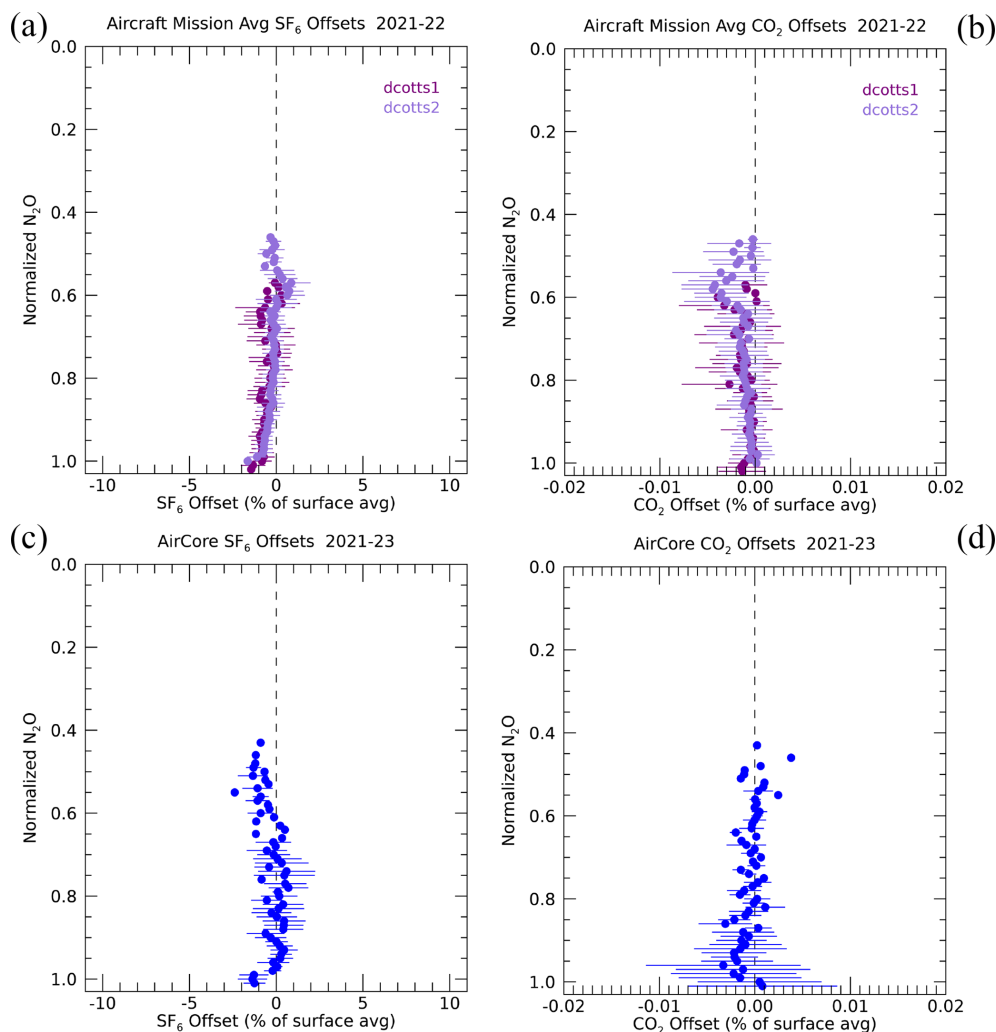 (a)
Aircraft Mission Avg SF6 Offsets 2021-22
dcotts1
dcotts2
Normalized N2O
0.0
0.2
0.4
0.6
0.8
1.0
-10 -5 0 5 10
SF6 Offset (% of surface avg)
(b)
Aircraft Mission Avg CO2 Offsets 2021-22
dcotts1
dcotts2
Normalized N2O
0.0
0.2
0.4
0.6
0.8
1.0
-0.02 -0.01 0.00 0.01 0.02
CO2 Offset (% of surface avg)
(c)
AirCore SF6 Offsets 2021-23
Normalized N2O
0.0
0.2
0.4
0.6
0.8
1.0
-10 -5 0 5 10
SF6 Offset (% of surface avg)
(d)
AirCore CO2 Offsets 2021-23
Normalized N2O
0.0
0.2
0.4
0.6
0.8
1.0
-0.02 -0.01 0.00 0.01 0.02
CO2 Offset (% of surface avg)